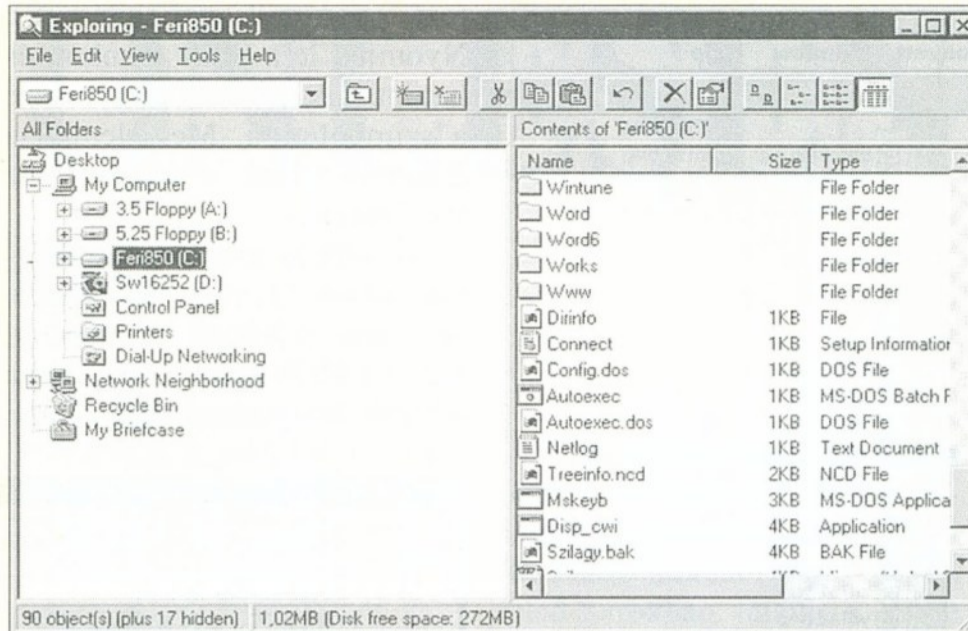 Exploring - Feri850 (C:)
File Edit View Tools Help
Feri850 (C:)
All Folders
Contents of 'Feri850 (C:)'
Desktop
My Computer
3.5 Floppy (A:)
5.25 Floppy (B:)
Feri850 (C:)
Sw16252 (D:)
Control Panel
Printers
Dial-Up Networking
Network Neighborhood
Recycle Bin
My Briefcase
Name Size Type
Wintune File Folder
Word File Folder
Word6 File Folder
Works File Folder
Www File Folder
Dirinfo 1KB File
Connect 1KB Setup Information
Config.dos 1KB DOS File
Autoexec 1KB MS-DOS Batch F
Autoexec.dos 1KB DOS File
Netlog 1KB Text Document
Treeinfo.ncd 2KB NCD File
Mskeyb 3KB MS-DOS Applica
Disp_cwi 4KB Application
Szilagy.bak 4KB BAK File
90 object(s) (plus 17 hidden) 1,02MB (Disk free space: 272MB)